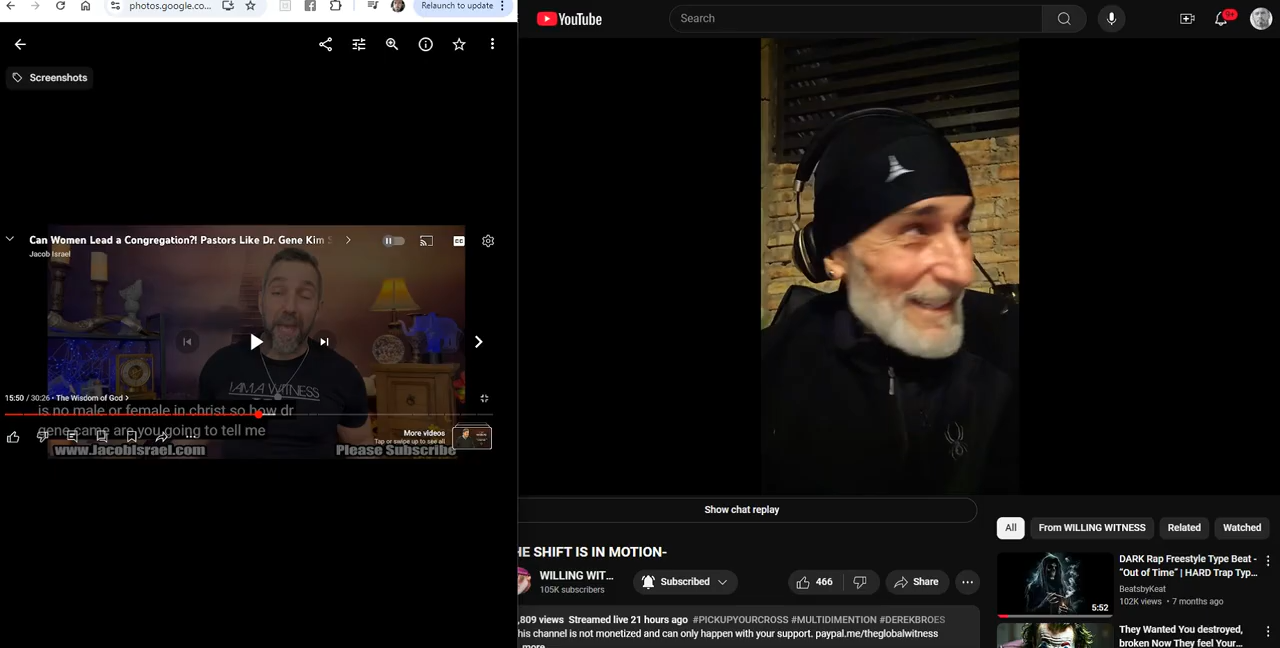 photos.google.co...
Relaunch to update
Screenshots
Can Women Lead a Congregation?! Pastors Like Dr. Gene Kim S
Jacob Israel
CC
I AM A WITNESS
15:50 / 30:26 • The Wisdom of God
is no male or female in christ so how dr
gene came are you going to tell me
More videos
Tap or swipe up to see all
www.JacobIsrael.com
Please Subscribe
YouTube
Search
9+
Show chat replay
HE SHIFT IS IN MOTION-
WILLING WIT...
105K subscribers
Subscribed
466
Share
,809 views Streamed live 21 hours ago #PICKUPYOURCROSS #MULTIDIMENTION #DEREKBROES
his channel is not monetized and can only happen with your support. paypal.me/theglobalwitness
more
All
From WILLING WITNESS
Related
Watched
DARK Rap Freestyle Type Beat -
"Out of Time" | HARD Trap Typ...
BeatsbyKeat
102K views • 7 months ago
5:52
They Wanted You destroyed,
broken Now They feel Your...